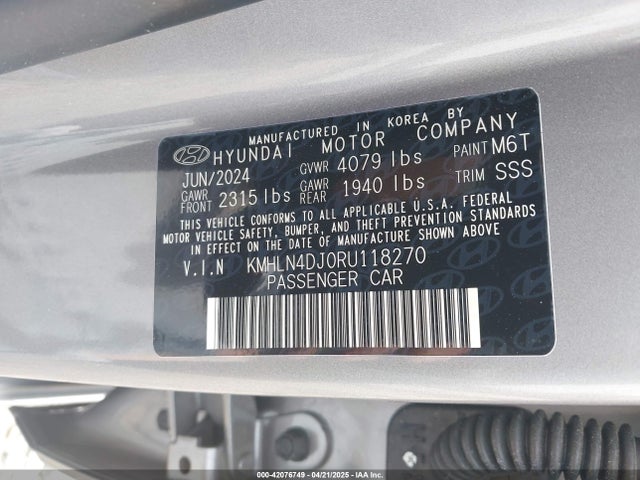 MANUFACTURED IN KOREA BY
HYUNDAI MOTOR COMPANY
JUN/2024 GVWR 4079 lbs PAINT M6T
GAWR FRONT 2315 lbs GAWR REAR 1940 lbs TRIM SSS
THIS VEHICLE CONFORMS TO ALL APPLICABLE U.S.A. FEDERAL
MOTOR VEHICLE SAFETY, BUMPER, AND THEFT PREVENTION STANDARDS
IN EFFECT ON THE DATE OF MANUFACTURE SHOWN ABOVE
V.I.N KMHLN4DJ0RU118270
PASSENGER CAR
000-42076749 - 04/21/2025 - IAA Inc.